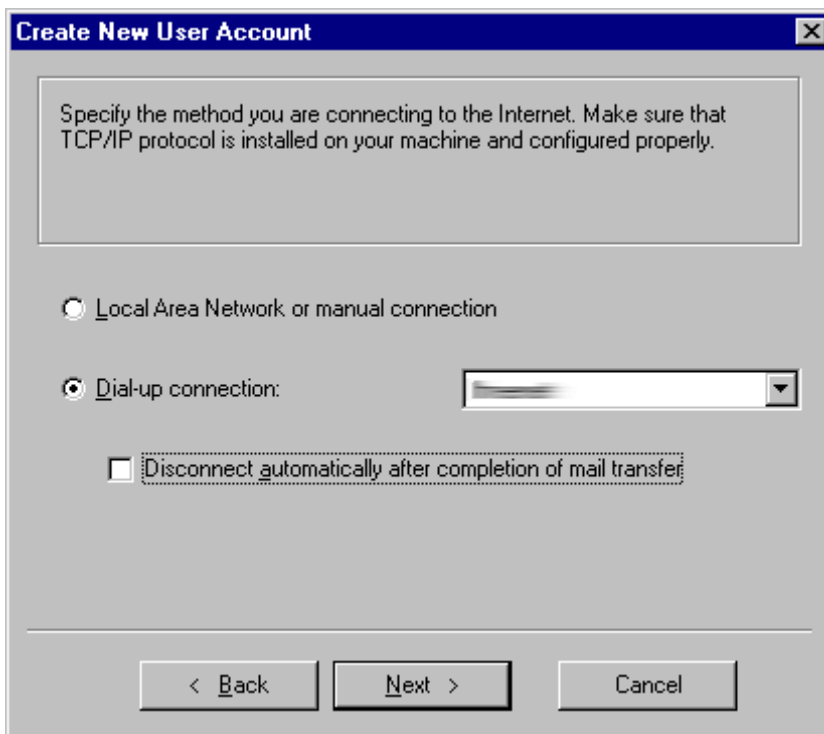 Create New User Account
Specify the method you are connecting to the Internet. Make sure that
TCP/IP protocol is installed on your machine and configured properly.
Local Area Network or manual connection
Dial-up connection:
Disconnect automatically after completion of mail transfer
< Back Next > Cancel